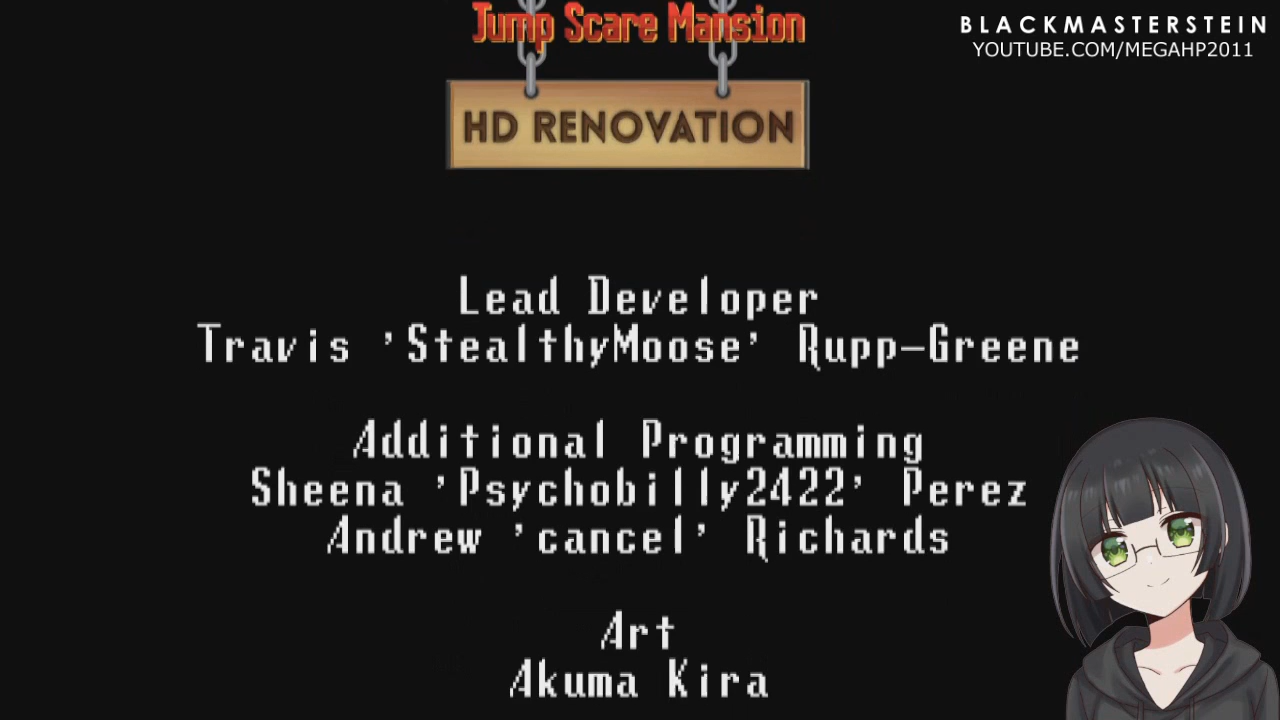 Jump Scare Mansion
BLACKMASTERSTEIN
YOUTUBE.COM/MEGAHP2011
HD RENOVATION
Lead Developer
Travis 'StealthyMoose' Rupp-Greene
Additional Programming
Sheena 'Psychobilly2422' Perez
Andrew 'cancel' Richards
Art
Akuma Kira